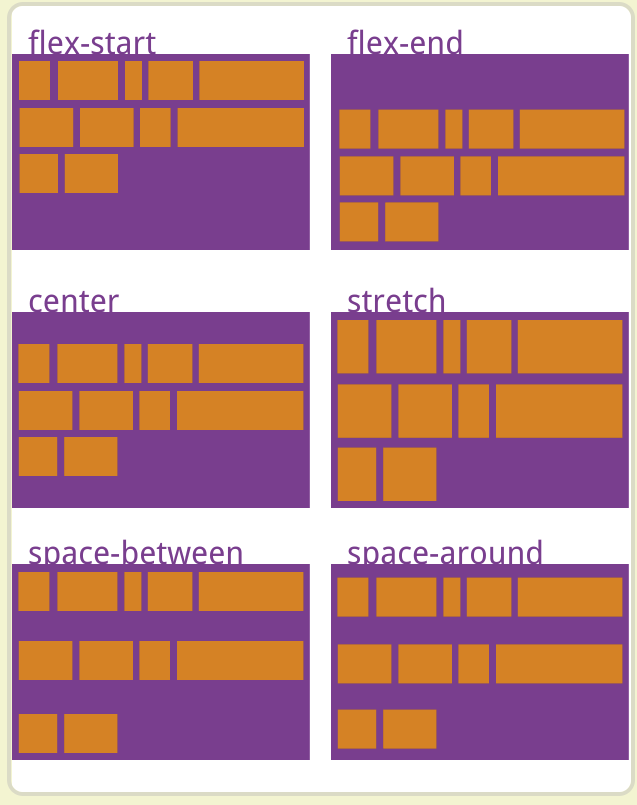 flex-start
flex-end
center
stretch
space-between
space-around